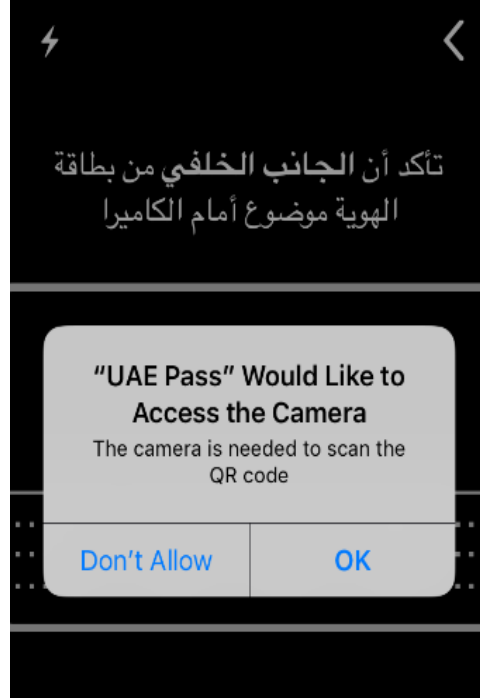 تأكد أن الجانب الخلفي من بطاقة
الهوية موضوع أمام الكاميرا
“UAE Pass” Would Like to
Access the Camera
The camera is needed to scan the
QR code
Don’t Allow
OK